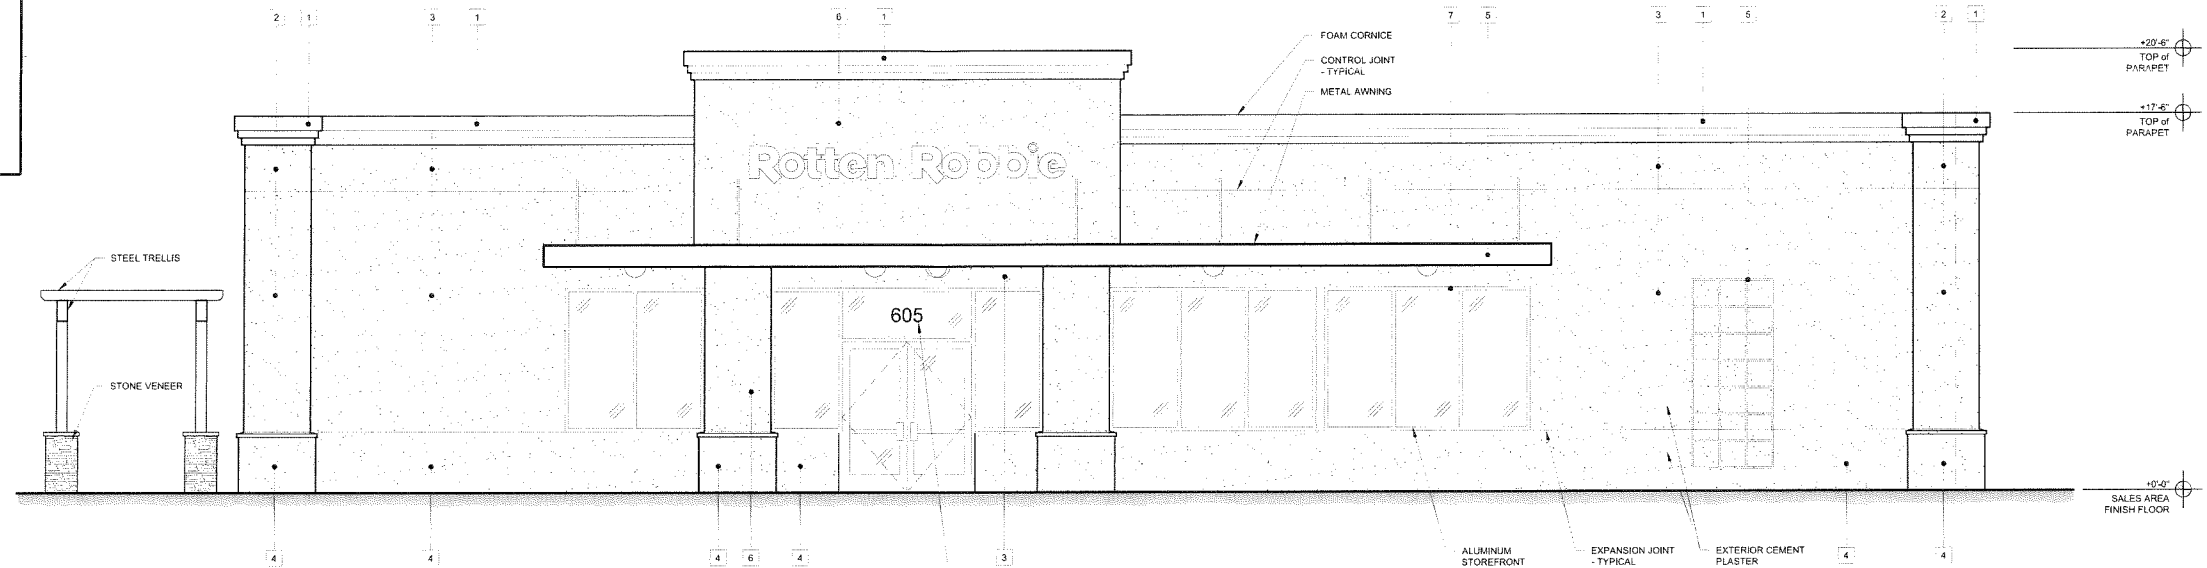 2 1 3 1 6 1 7 5 3 1 5 2 1
FOAM CORNICE
CONTROL JOINT
- TYPICAL
METAL AWNING
+20'-6"
TOP of
PARAPET
+17'-6"
TOP of
PARAPET
Rotten Robbie
STEEL TRELLIS
605
STONE VENEER
+0'-0"
SALES AREA
FINISH FLOOR
4 4 4 6 4 3 4 4
ALUMINUM
STOREFRONT
EXPANSION JOINT
- TYPICAL
EXTERIOR CEMENT
PLASTER